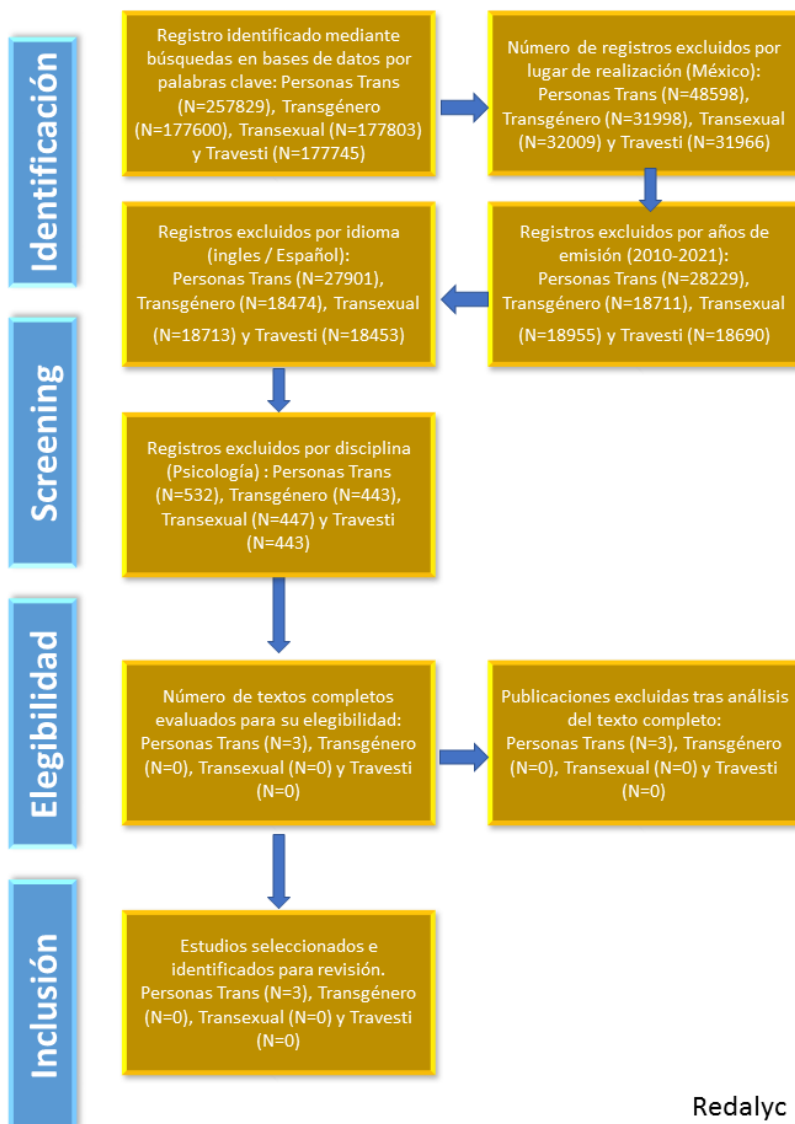 Identificación
Registro identificado mediante
búsquedas en bases de datos por
palabras clave: Personas Trans
(N=257829), Transgénero
(N=177600), Transexual (N=177803)
y Travesti (N=177745)
Número de registros excluidos por
lugar de realización (México):
Personas Trans (N=48598),
Transgénero (N=31998), Transexual
(N=32009) y Travesti (N=31966)
Registros excluidos por años de
emisión (2010-2021):
Personas Trans (N=28229),
Transgénero (N=18711), Transexual
(N=18955) y Travesti (N=18690)
Registros excluidos por idioma
(ingles / Español):
Personas Trans (N=27901),
Transgénero (N=18474), Transexual
(N=18713) y Travesti (N=18453)
Screening
Registros excluidos por disciplina
(Psicología) : Personas Trans
(N=532), Transgénero (N=443),
Transexual (N=447) y Travesti
(N=443)
Elegibilidad
Número de textos completos
evaluados para su elegibilidad:
Personas Trans (N=3), Transgénero
(N=0), Transexual (N=0) y Travesti
(N=0)
Publicaciones excluidas tras análisis
del texto completo:
Personas Trans (N=3), Transgénero
(N=0), Transexual (N=0) y Travesti
(N=0)
Inclusión
Estudios seleccionados e
identificados para revisión.
Personas Trans (N=3), Transgénero
(N=0), Transexual (N=0) y Travesti
(N=0)
Redalyc